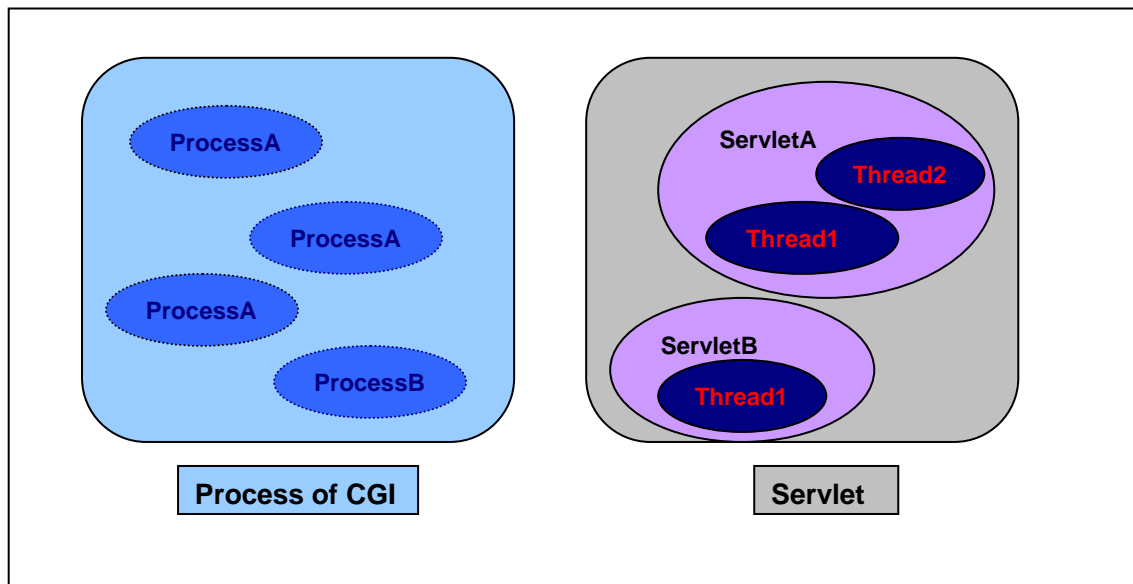 ProcessA
ProcessA
ProcessA
ProcessB
Process of CGI
ServletA
Thread2
Thread1
ServletB
Thread1
Servlet